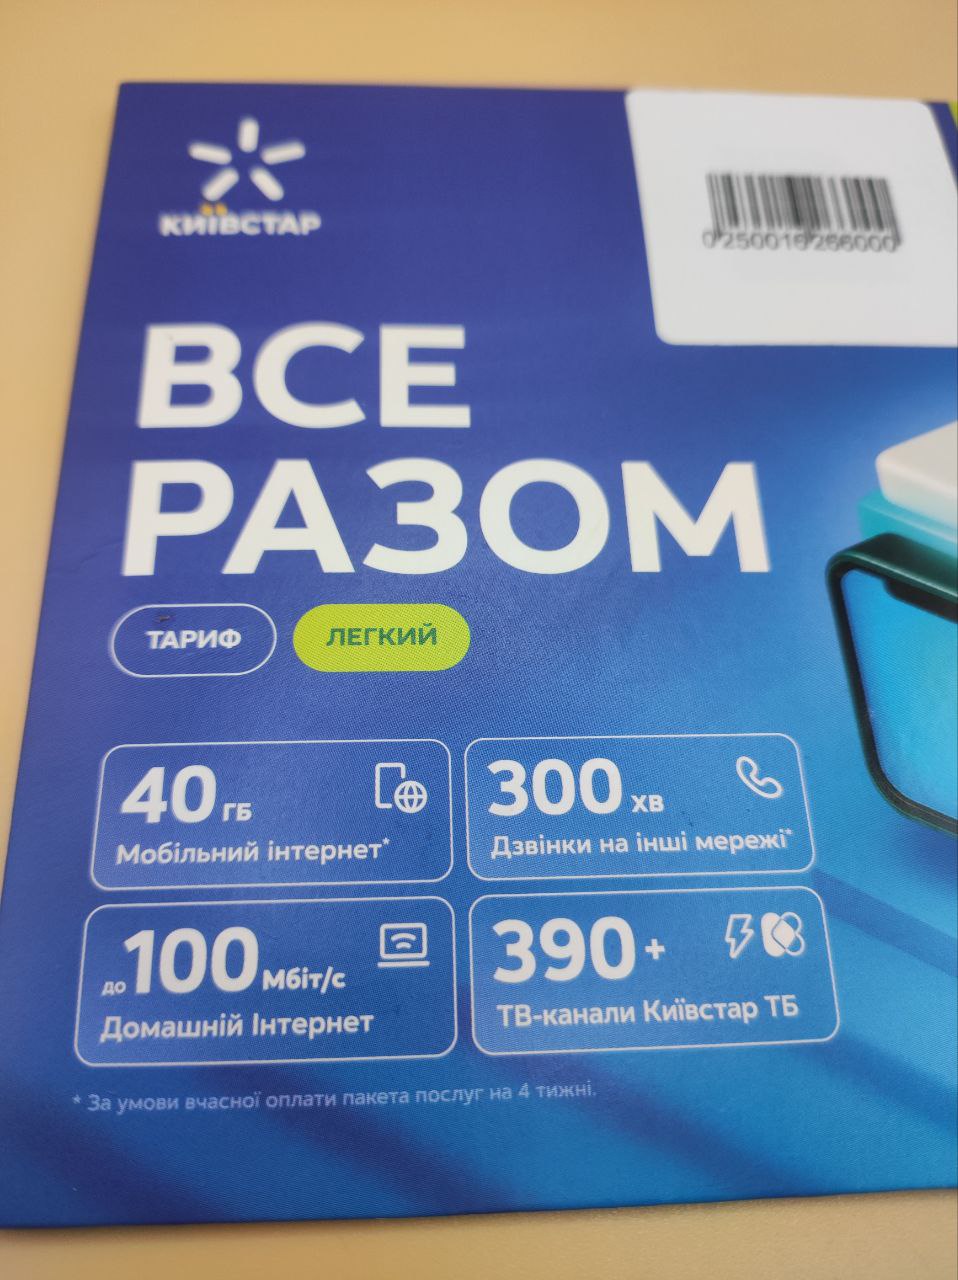 КИЇВСТАР
0250016266000
ВСЕ
РАЗОМ
ТАРИФ
ЛЕГКИЙ
40 ГБ
Мобільний інтернет*
300 хв
Дзвінки на інші мережі*
до 100 Мбіт/с
Домашній Інтернет
390+
ТВ-канали Київстар ТБ
* За умови вчасної оплати пакета послуг на 4 тижні.